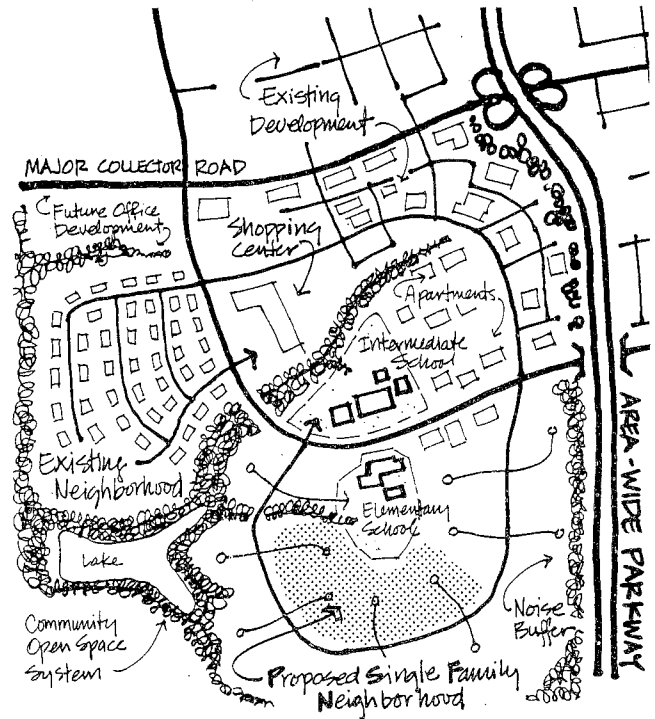 Existing
Development
MAJOR COLLECTOR ROAD
Future Office
Development
Shopping
Center
Apartments
Intermediate
School
Existing
Neighborhood
Elementary
School
Lake
Community
Open Space
System
Noise
Buffer
Proposed Single Family
Neighborhood
AREA-WIDE PARKWAY